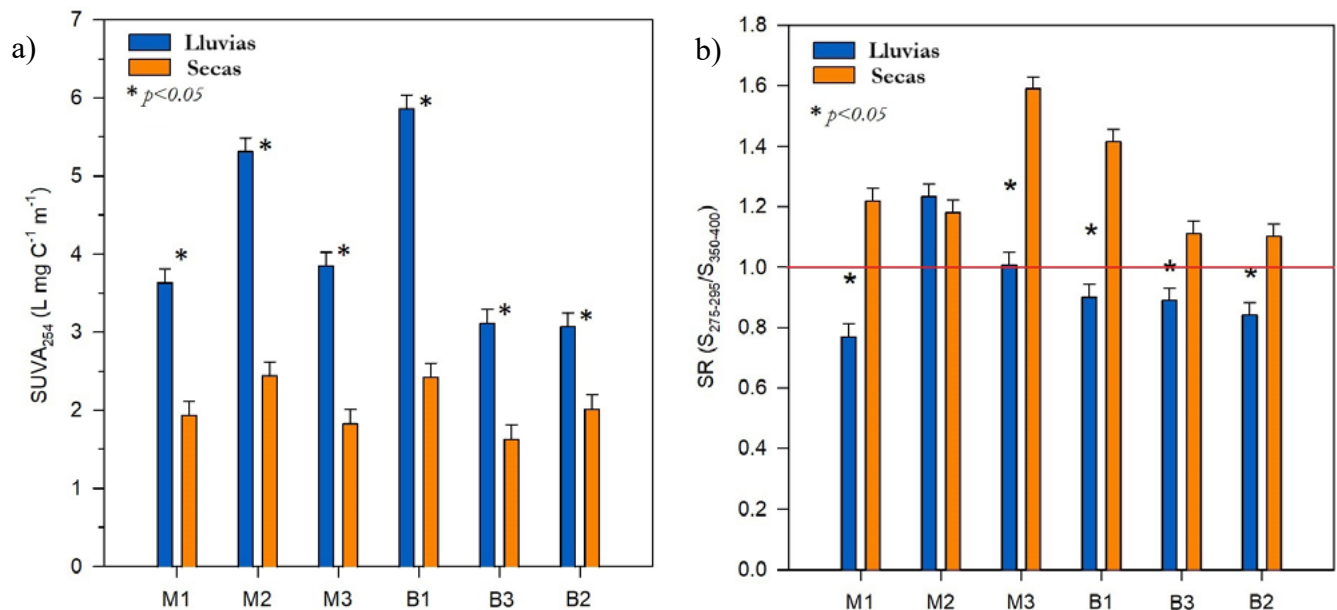 a)
SUVA₂₅₄ (L mg C⁻¹ m⁻¹)
7
6
5
4
3
2
1
0
Lluvias
Secas
* p<0.05
*
*
*
*
*
*
M1 M2 M3 B1 B3 B2
b)
SR (S₂₇₅₋₂₉₅/S₃₅₀₋₄₀₀)
1.8
1.6
1.4
1.2
1.0
0.8
0.6
0.4
0.2
0.0
Lluvias
Secas
* p<0.05
*
*
*
*
*
M1 M2 M3 B1 B3 B2